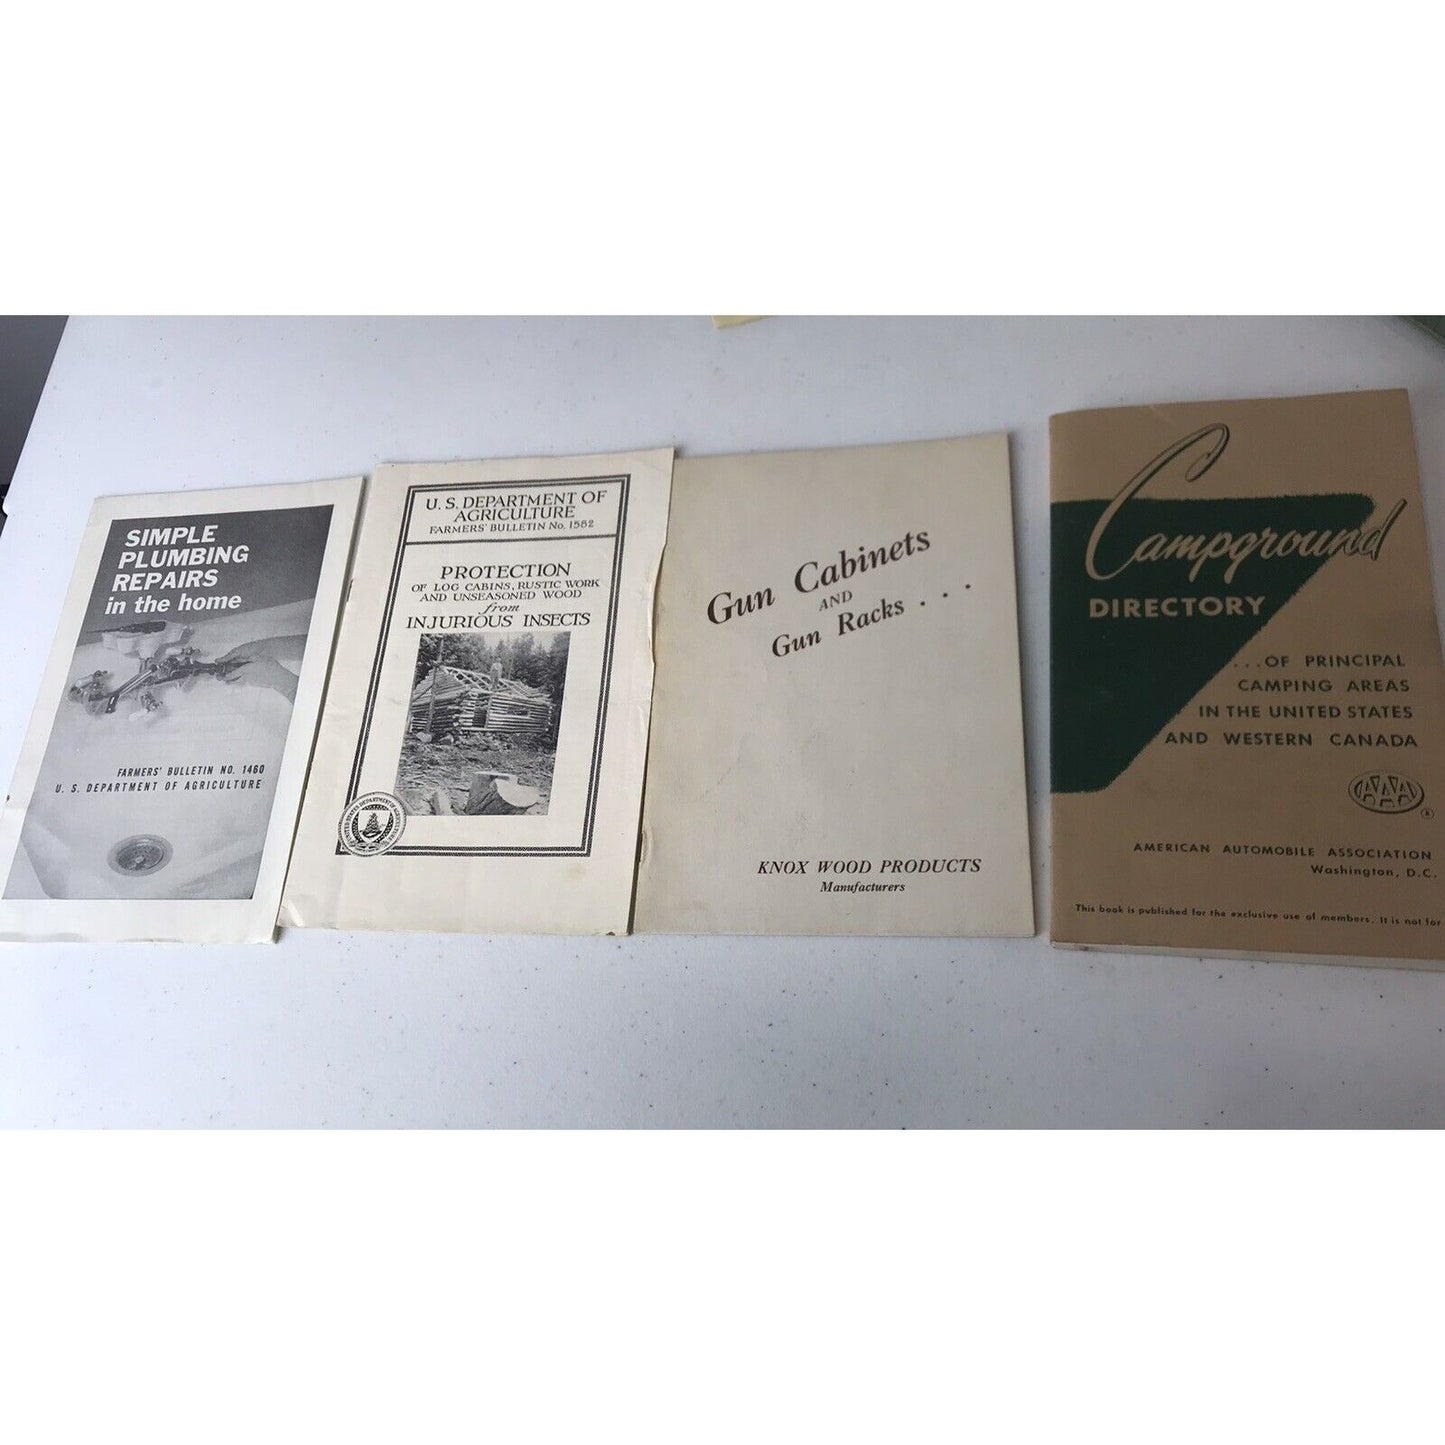 SIMPLE
PLUMBING
REPAIRS
in the home
FARMERS' BULLETIN NO. 1460
U. S. DEPARTMENT OF AGRICULTURE
U. S. DEPARTMENT OF
AGRICULTURE
FARMERS' BULLETIN No. 1582
PROTECTION
OF LOG CABINS, RUSTIC WORK
AND UNSEASONED WOOD
from
INJURIOUS INSECTS
Gun Cabinets
AND
Gun Racks . . .
KNOX WOOD PRODUCTS
Manufacturers
Campground
DIRECTORY
...OF PRINCIPAL
CAMPING AREAS
IN THE UNITED STATES
AND WESTERN CANADA
AAA
®
AMERICAN AUTOMOBILE ASSOCIATION
Washington, D.C.
This book is published for the exclusive use of members. It is not for